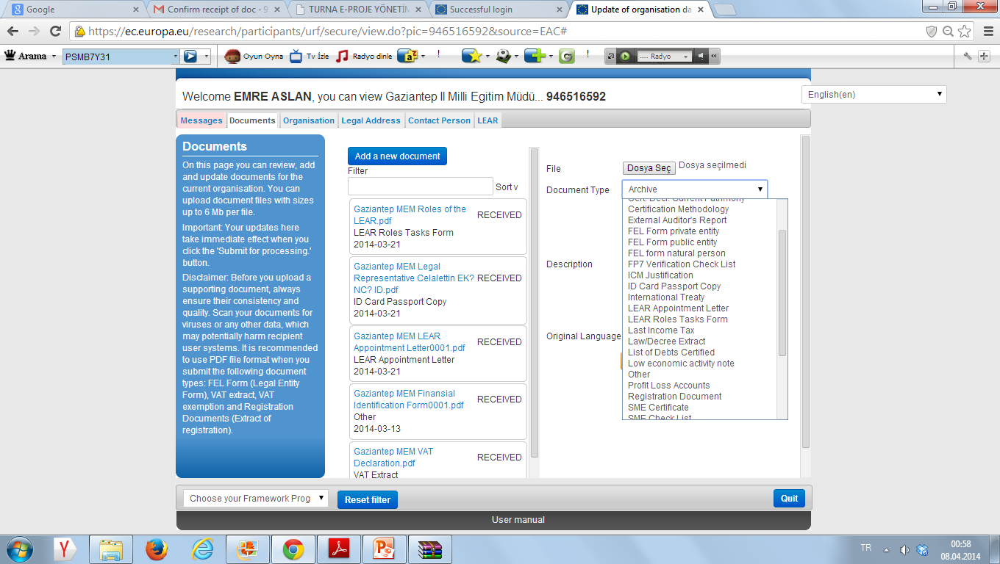 Google
Confirm receipt of doc - 9
TURNA E-PROJE YÖNETİM
Successful login
Update of organisation da
https://ec.europa.eu/research/participants/urf/secure/view.do?pic=946516592&source=EAC#
Arama
PSMB7Y31
Oyun Oyna
Tv İzle
Radyo dinle
.... Radyo
Welcome EMRE ASLAN, you can view Gaziantep Il Milli Egitim Müdü... 946516592
English(en)
Messages
Documents
Organisation
Legal Address
Contact Person
LEAR
Documents
On this page you can review, add
and update documents for the
current organisation. You can
upload document files with sizes
up to 6 Mb per file.
Important: Your updates here
take immediate effect when you
click the 'Submit for processing.'
button.
Disclaimer: Before you upload a
supporting document, always
ensure their consistency and
quality. Scan your documents for
viruses or any other data, which
may potentially harm recipient
user systems. It is recommended
to use PDF file format when you
submit the following document
types: FEL Form (Legal Entity
Form), VAT extract, VAT
exemption and Registration
Documents (Extract of
registration).
Add a new document
Filter
Sort v
Gaziantep MEM Roles of the
LEAR.pdf
RECEIVED
LEAR Roles Tasks Form
2014-03-21
Gaziantep MEM Legal
Representative Celalettin EK?
NC? ID.pdf
RECEIVED
ID Card Passport Copy
2014-03-21
Gaziantep MEM LEAR
Appointment Letter0001.pdf
RECEIVED
LEAR Appointment Letter
2014-03-21
Gaziantep MEM Finansial
Identification Form0001.pdf
RECEIVED
Other
2014-03-13
Gaziantep MEM VAT
Declaration.pdf
RECEIVED
VAT Extract
File
Dosya Seç
Dosya seçilmedi
Document Type
Archive
Cert. Decl. Current Patrimony
Certification Methodology
External Auditor's Report
FEL Form private entity
FEL Form public entity
FEL form natural person
FP7 Verification Check List
ICM Justification
ID Card Passport Copy
International Treaty
LEAR Appointment Letter
LEAR Roles Tasks Form
Last Income Tax
Law/Decree Extract
List of Debts Certified
Low economic activity note
Other
Profit Loss Accounts
Registration Document
SME Certificate
SME Check List
Description
Original Language
Choose your Framework Prog
Reset filter
Quit
User manual
TR
00:58
08.04.2014